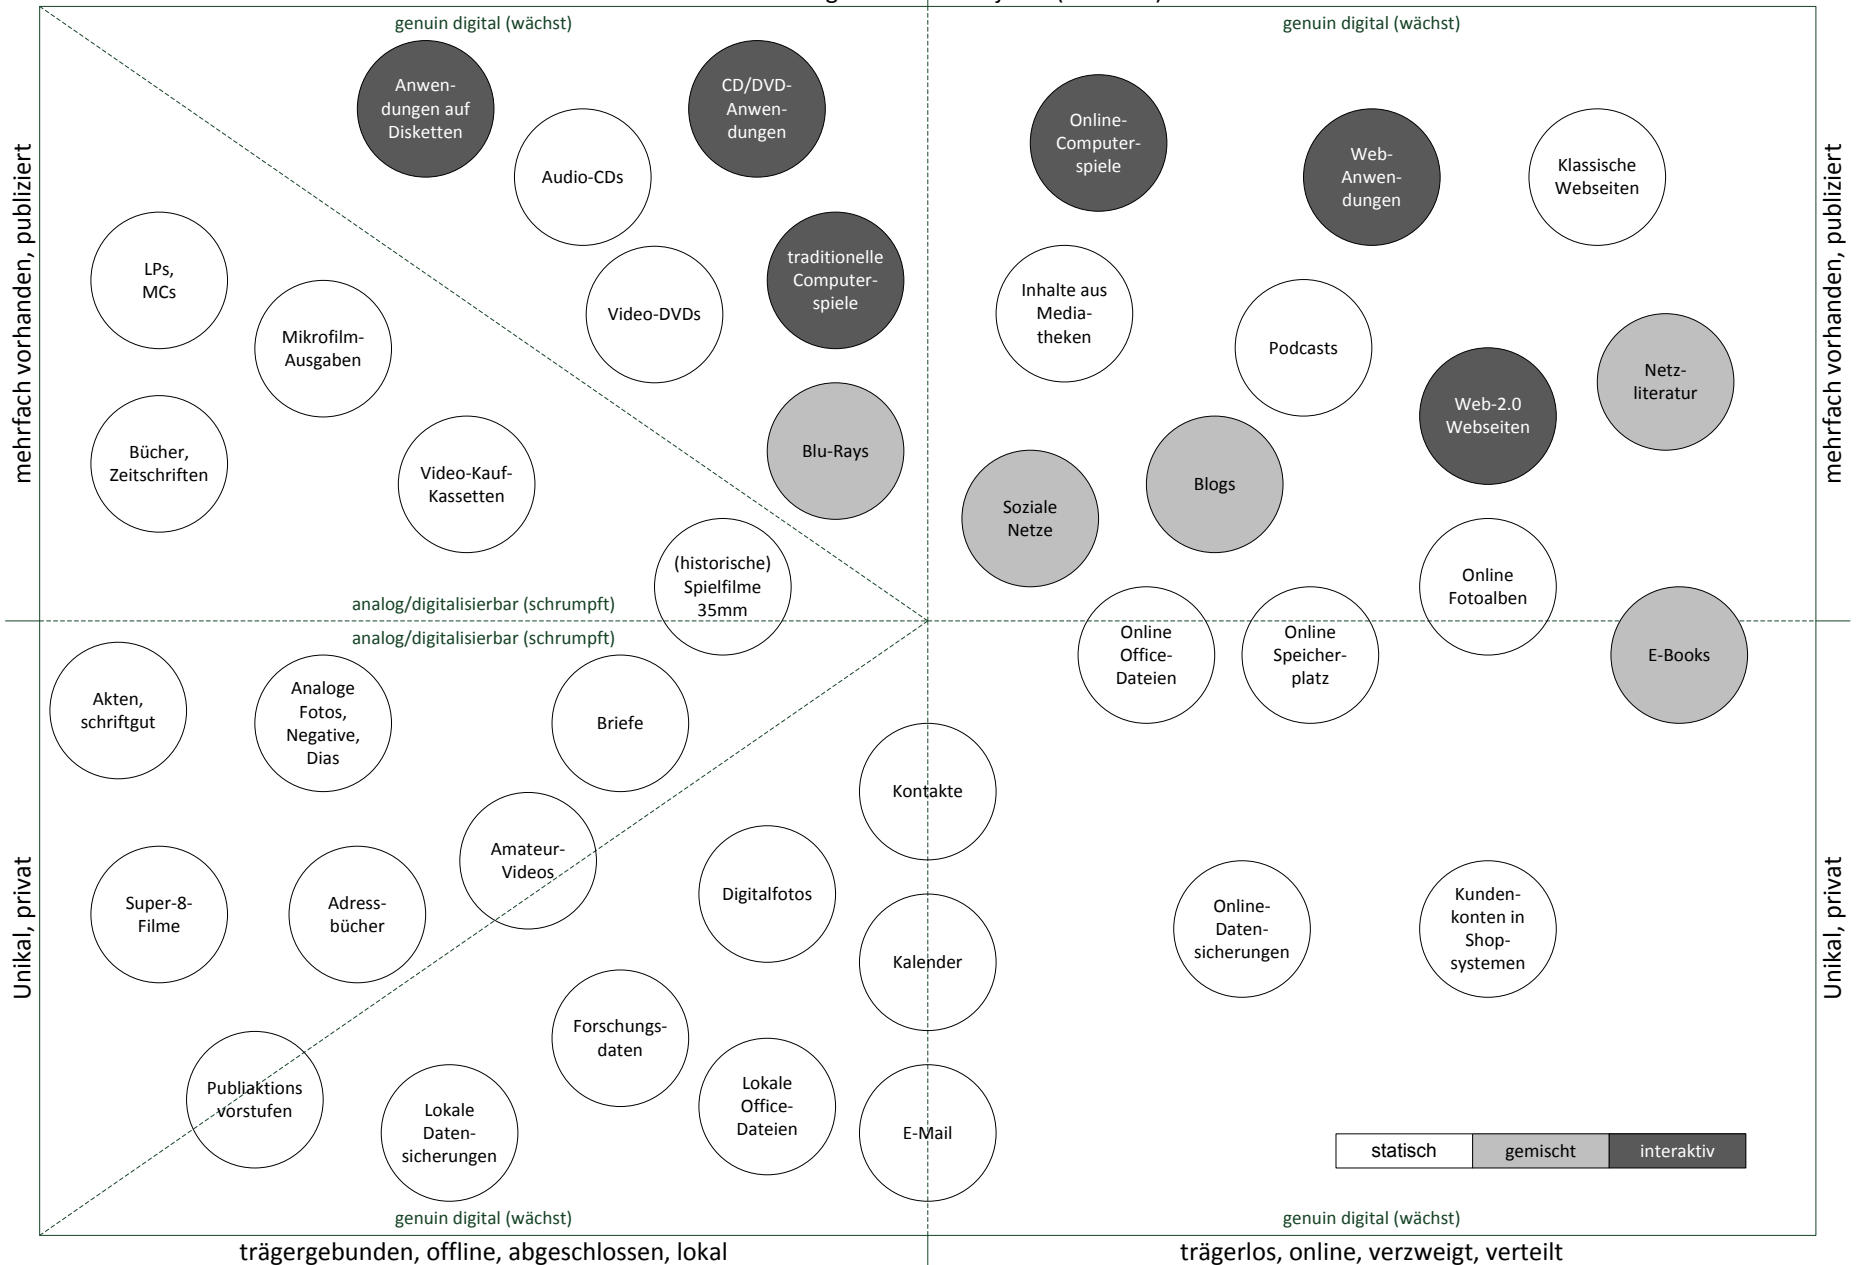 genuin digital (wächst)
genuin digital (wächst)
mehrfach vorhanden, publiziert
mehrfach vorhanden, publiziert
Anwen-
dungen auf
Disketten
CD/DVD-
Anwen-
dungen
Audio-CDs
Online-
Computer-
spiele
Web-
Anwen-
dungen
Klassische
Webseiten
LPs,
MCs
traditionelle
Computer-
spiele
Mikrofilm-
Ausgaben
Video-DVDs
Inhalte aus
Media-
theken
Podcasts
Netz-
literatur
Web-2.0
Webseiten
Bücher,
Zeitschriften
Video-Kauf-
Kassetten
Blu-Rays
Soziale
Netze
Blogs
(historische)
Spielfilme
35mm
Online
Fotoalben
analog/digitalisierbar (schrumpft)
analog/digitalisierbar (schrumpft)
Online
Office-
Dateien
Online
Speicher-
platz
E-Books
Akten,
schriftgut
Analoge
Fotos,
Negative,
Dias
Briefe
Kontakte
Amateur-
Videos
Unikal, privat
Unikal, privat
Super-8-
Filme
Adress-
bücher
Digitalfotos
Kalender
Online-
Daten-
sicherungen
Kunden-
konten in
Shop-
systemen
Forschungs-
daten
Publiaktions
vorstufen
Lokale
Daten-
sicherungen
Lokale
Office-
Dateien
E-Mail
statisch
gemischt
interaktiv
genuin digital (wächst)
genuin digital (wächst)
trägergebunden, offline, abgeschlossen, lokal
trägerlos, online, verzweigt, verteilt